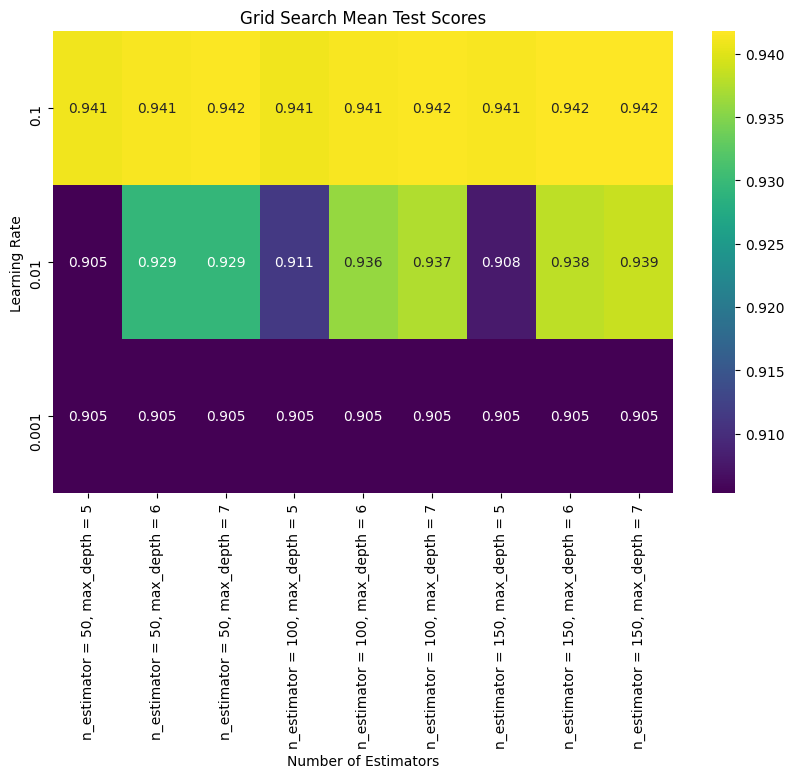 Grid Search Mean Test Scores
0.941 0.941 0.942 0.941 0.941 0.942 0.941 0.942 0.942
0.905 0.929 0.929 0.911 0.936 0.937 0.908 0.938 0.939
0.905 0.905 0.905 0.905 0.905 0.905 0.905 0.905 0.905
Learning Rate
0.1
0.01
0.001
n_estimator = 50, max_depth = 5
n_estimator = 50, max_depth = 6
n_estimator = 50, max_depth = 7
n_estimator = 100, max_depth = 5
n_estimator = 100, max_depth = 6
n_estimator = 100, max_depth = 7
n_estimator = 150, max_depth = 5
n_estimator = 150, max_depth = 6
n_estimator = 150, max_depth = 7
Number of Estimators
0.940
0.935
0.930
0.925
0.920
0.915
0.910